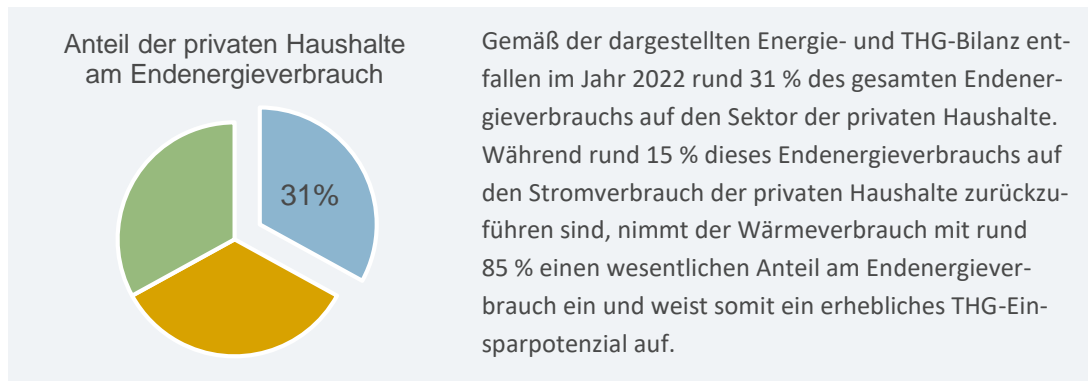 Anteil der privaten Haushalte
am Endenergieverbrauch
31%
Gemäß der dargestellten Energie- und THG-Bilanz ent-
fallen im Jahr 2022 rund 31 % des gesamten Endener-
gieverbrauchs auf den Sektor der privaten Haushalte.
Während rund 15 % dieses Endenergieverbrauchs auf
den Stromverbrauch der privaten Haushalte zurückzu-
führen sind, nimmt der Wärmeverbrauch mit rund
85 % einen wesentlichen Anteil am Endenergiever-
brauch ein und weist somit ein erhebliches THG-Ein-
sparpotenzial auf.